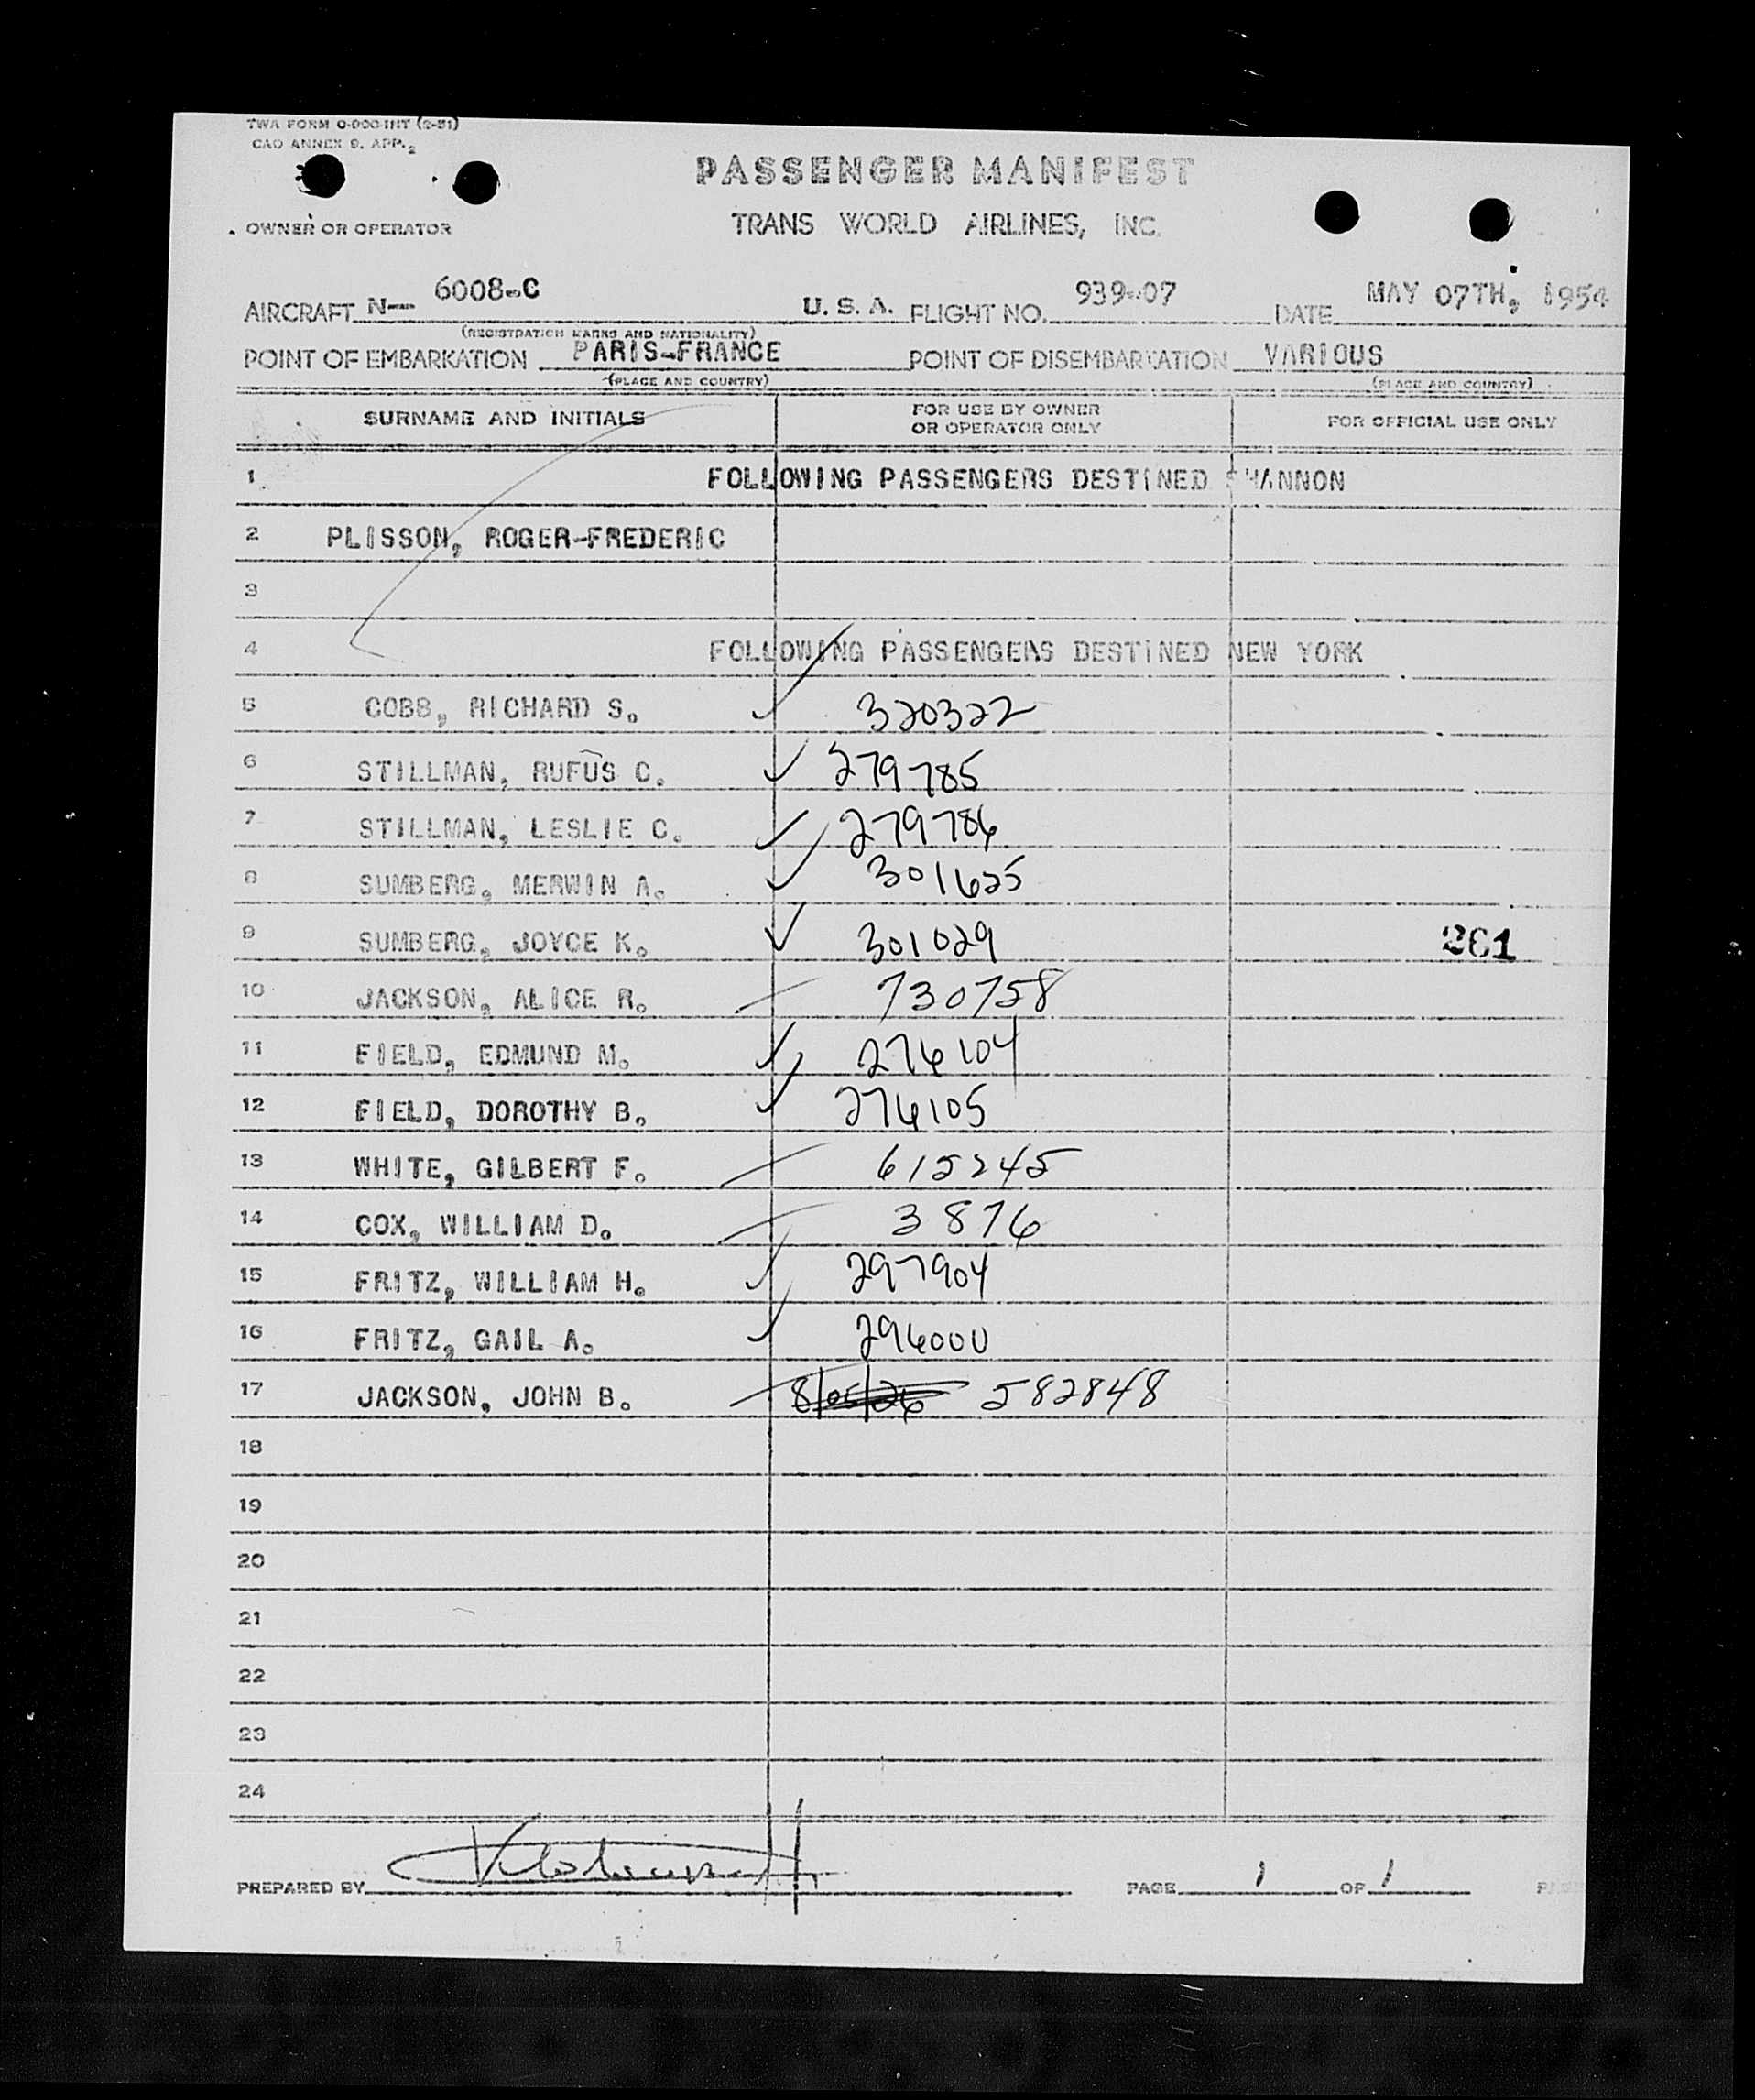 TWA FORM O-000-INT (2-51)
CAO ANNEX 9, APP. 2
PASSENGER MANIFEST
OWNER OR OPERATOR
TRANS WORLD AIRLINES, INC.
AIRCRAFT N— 6008-C U. S. A. FLIGHT NO. 939-07 DATE MAY 07TH, 1954
(REGISTRATION MARKS AND NATIONALITY)
POINT OF EMBARKATION PARIS-FRANCE POINT OF DISEMBARKATION VARIOUS
(PLACE AND COUNTRY) (PLACE AND COUNTRY)
SURNAME AND INITIALS FOR USE BY OWNER OR OPERATOR ONLY FOR OFFICIAL USE ONLY
1 FOLLOWING PASSENGERS DESTINED SHANNON
2 PLISSON, ROGER-FREDERIC
3
4 FOLLOWING PASSENGERS DESTINED NEW YORK
5 COBB, RICHARD S. 320322
6 STILLMAN, RUFUS C. 279785
7 STILLMAN, LESLIE C. 279786
8 SUMBERG, MERWIN A. 301625
9 SUMBERG, JOYCE K. 301029 261
10 JACKSON, ALICE R. 730758
11 FIELD, EDMUND M. 276104
12 FIELD, DOROTHY B. 276105
13 WHITE, GILBERT F. 615245
14 COX, WILLIAM D. 3876
15 FRITZ, WILLIAM H. 297904
16 FRITZ, GAIL A. 296000
17 JACKSON, JOHN B. 582848
18
19
20
21
22
23
24
PREPARED BY PAGE 1 OF 1